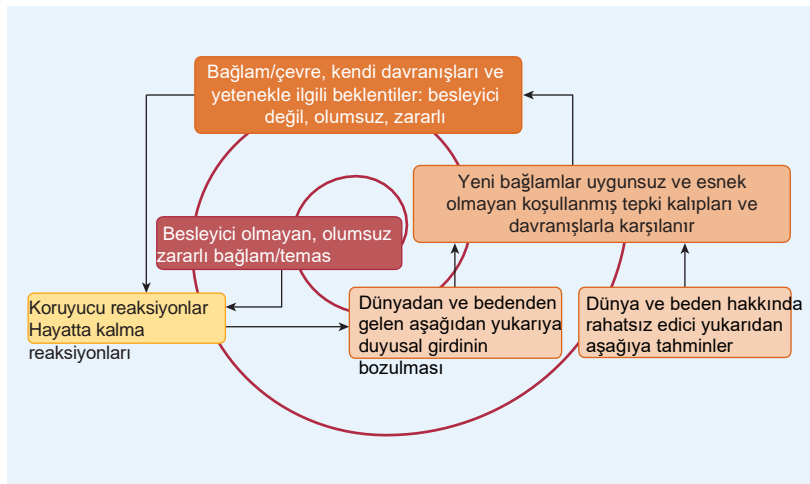 Bağlam/çevre, kendi davranışları ve
yetenekle ilgili beklentiler: besleyici
değil, olumsuz, zararlı
Yeni bağlamlar uygunsuz ve esnek
olmayan koşullanmış tepki kalıpları ve
davranışlarla karşılanır
Besleyici olmayan, olumsuz
zararlı bağlam/temas
Koruyucu reaksiyonlar
Hayatta kalma
reaksiyonları
Dünyadan ve bedenden
gelen aşağıdan yukarıya
duyusal girdinin
bozulması
Dünya ve beden hakkında
rahatsız edici yukarıdan
aşağıya tahminler